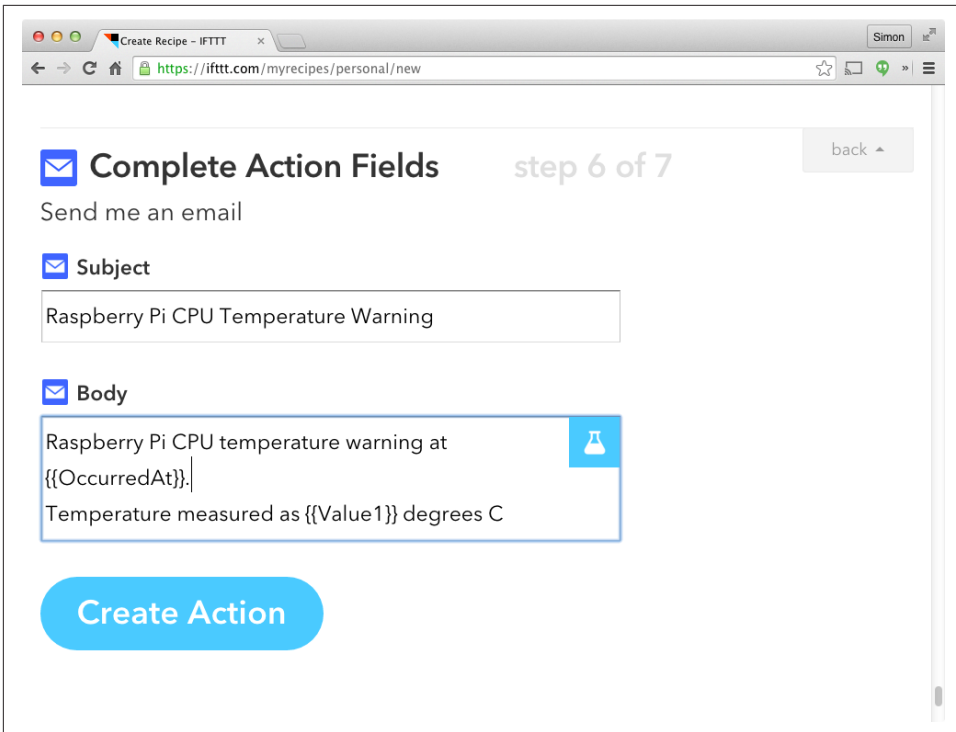 Create Recipe – IFTTT
Simon
https://ifttt.com/myrecipes/personal/new
Complete Action Fields
step 6 of 7
back
Send me an email
Subject
Raspberry Pi CPU Temperature Warning
Body
Raspberry Pi CPU temperature warning at
{{OccurredAt}}.
Temperature measured as {{Value1}} degrees C
Create Action